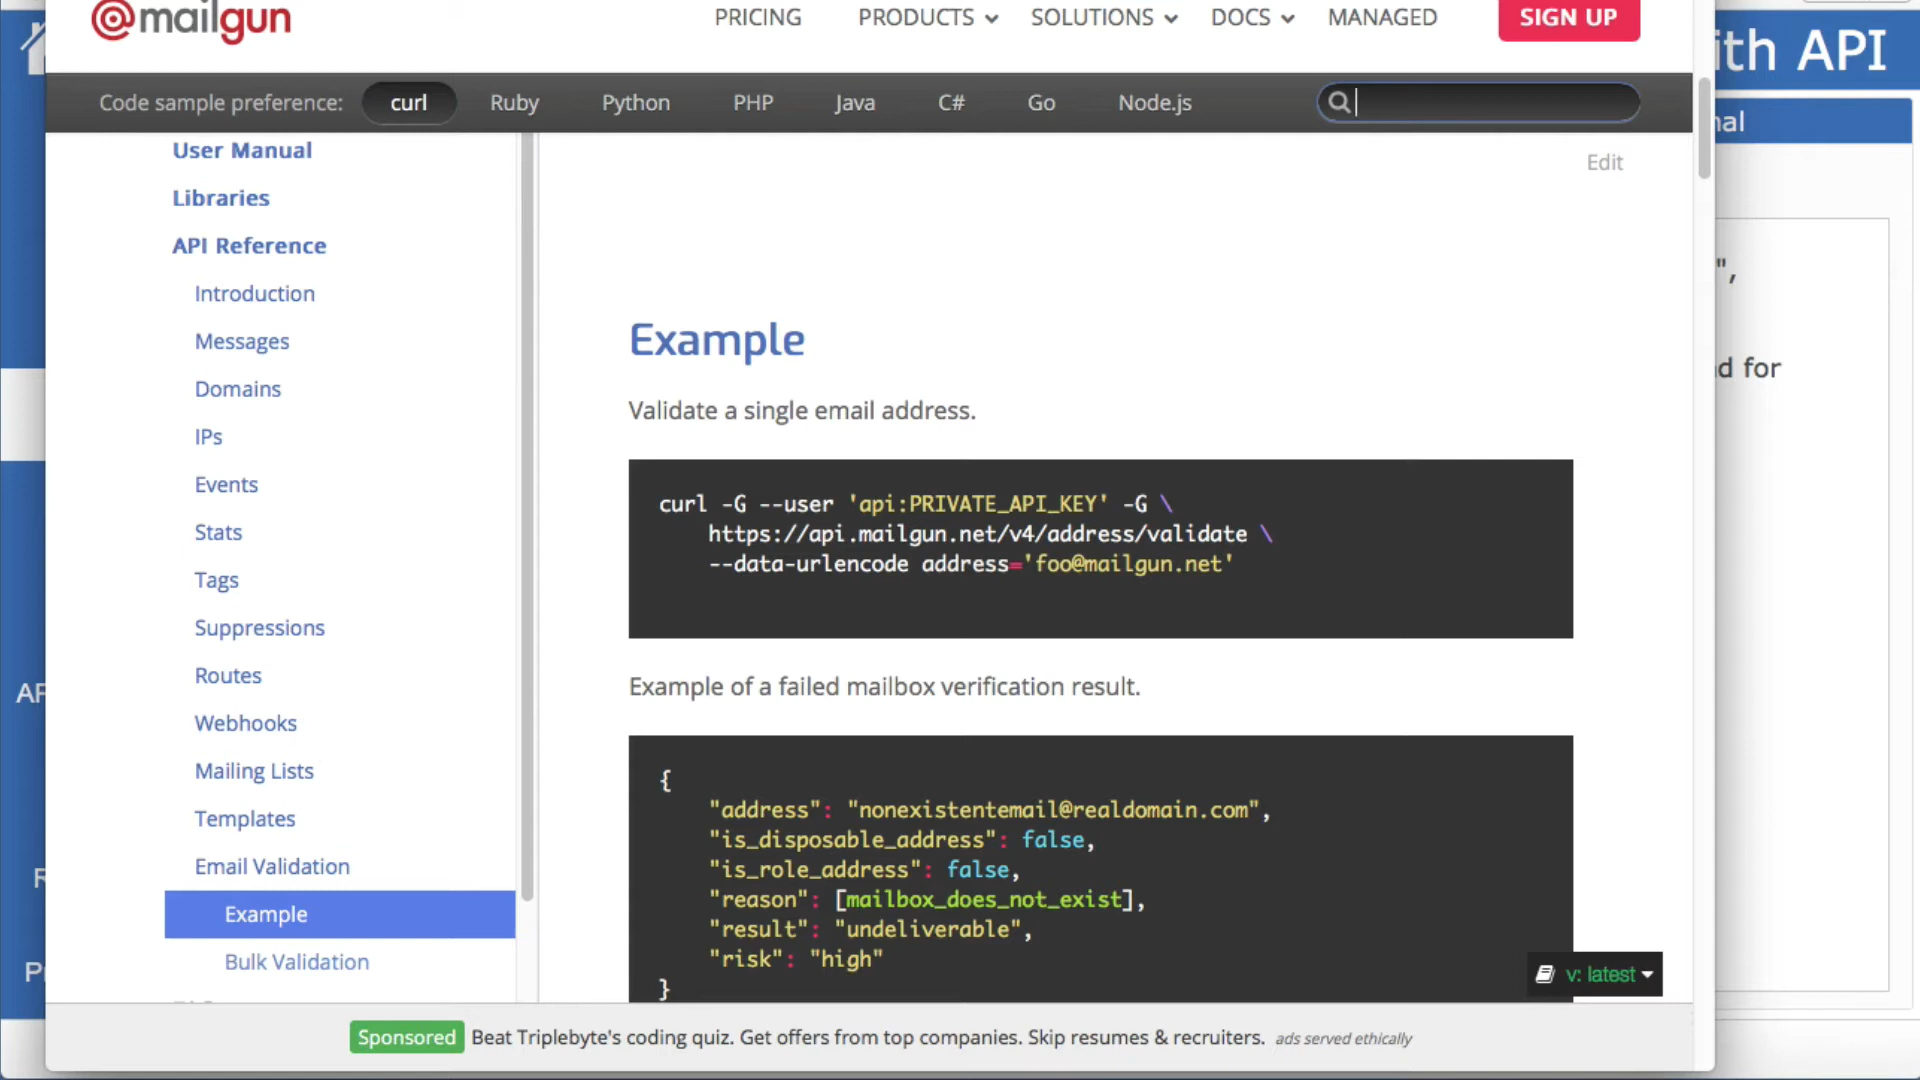 @mailgun
PRICING
PRODUCTS
SOLUTIONS
DOCS
MANAGED
SIGN UP
ith API
Code sample preference:
curl
Ruby
Python
PHP
Java
C#
Go
Node.js
nal
User Manual
Libraries
API Reference
Introduction
Messages
Domains
IPs
Events
Stats
Tags
Suppressions
Routes
Webhooks
Mailing Lists
Templates
Email Validation
Example
Bulk Validation
Edit
Example
Validate a single email address.
curl -G --user 'api:PRIVATE_API_KEY' -G \
https://api.mailgun.net/v4/address/validate \
--data-urlencode address='foo@mailgun.net'
Example of a failed mailbox verification result.
{
"address": "nonexistentemail@realdomain.com",
"is_disposable_address": false,
"is_role_address": false,
"reason": [mailbox_does_not_exist],
"result": "undeliverable",
"risk": "high"
}
v: latest
",
d for
Sponsored Beat Triplebyte's coding quiz. Get offers from top companies. Skip resumes & recruiters. ads served ethically